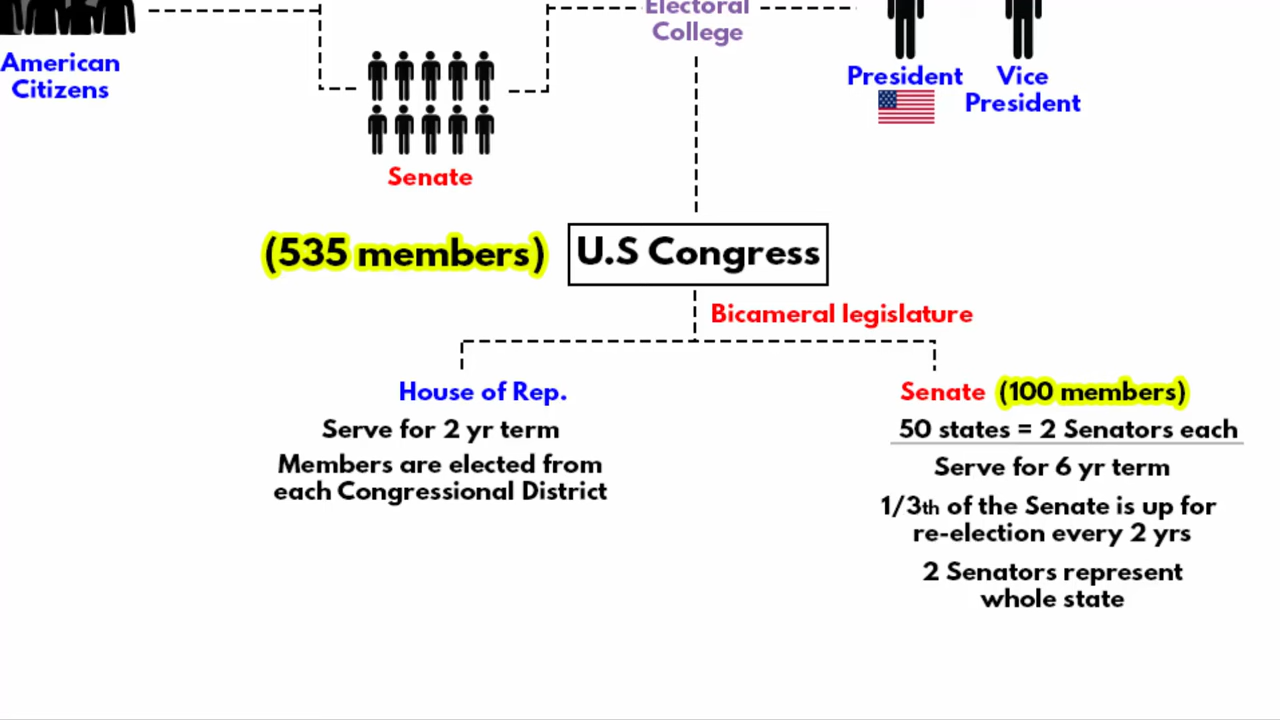 Electoral
College
American
Citizens
President
Vice
President
Senate
(535 members)
U.S Congress
Bicameral legislature
House of Rep.
Serve for 2 yr term
Members are elected from
each Congressional District
Senate (100 members)
50 states = 2 Senators each
Serve for 6 yr term
1/3th of the Senate is up for
re-election every 2 yrs
2 Senators represent
whole state